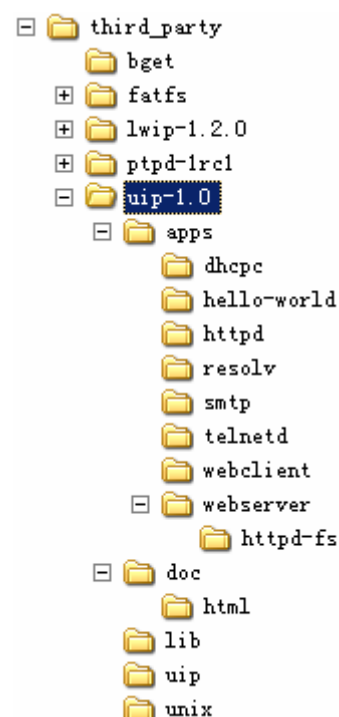 third_party
bget
fatfs
lwip-1.2.0
ptpd-1rc1
uip-1.0
apps
dhcpc
hello-world
httpd
resolv
smtp
telnetd
webclient
webserver
httpd-fs
doc
html
lib
uip
unix